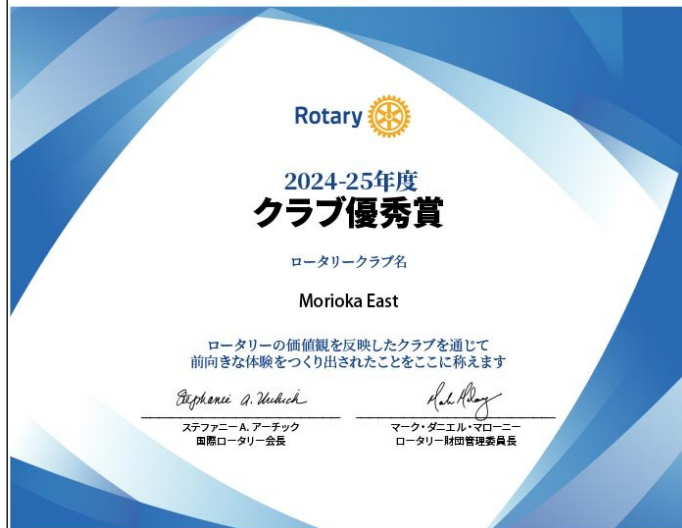 Rotary
2024-25年度
クラブ優秀賞
ロータリークラブ名
Morioka East
ロータリーの価値観を反映したクラブを通じて
前向きな体験をつくり出されたことをここに称えます
ステファニー A. アーチック
国際ロータリー会長
マーク・ダニエル・マローニー
ロータリー財団管理委員長